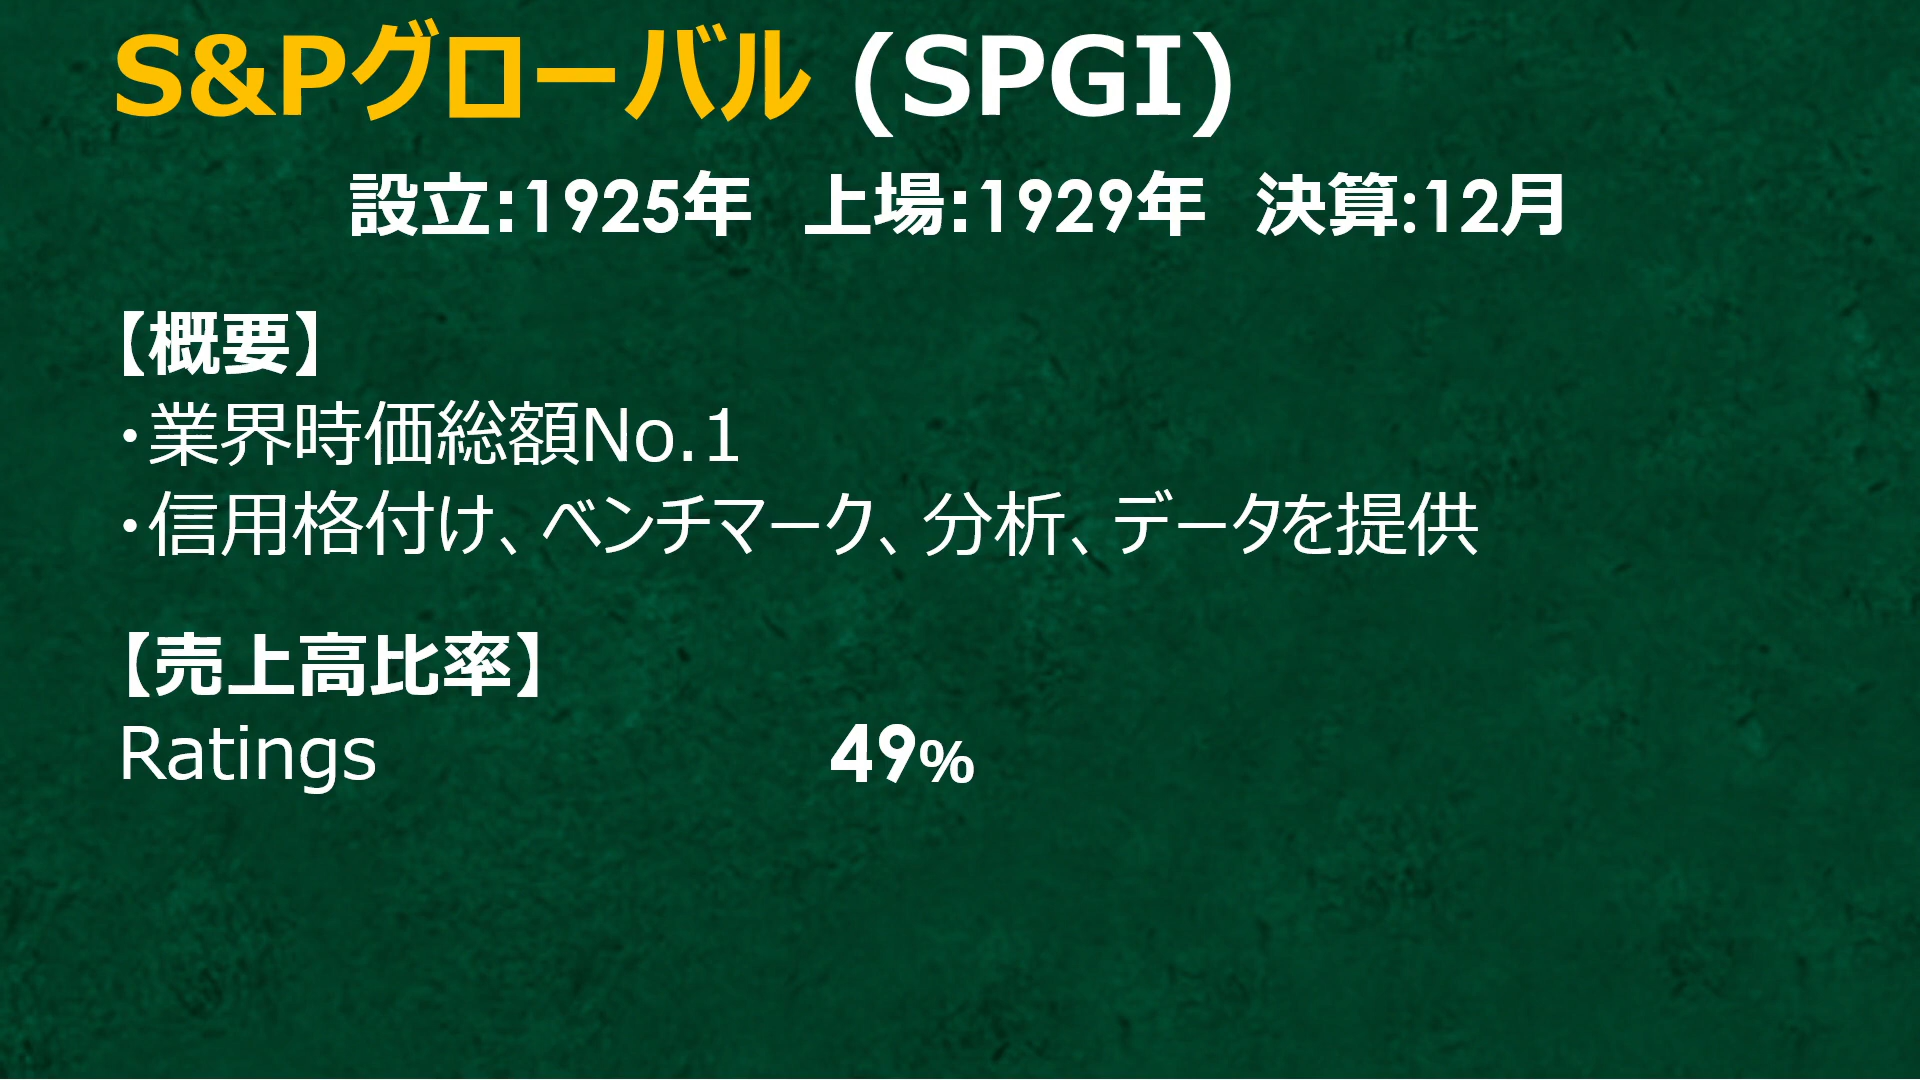 S&Pグローバル (SPGI)
設立:1925年　上場:1929年　決算:12月
【概要】
・業界時価総額No.1
・信用格付け、ベンチマーク、分析、データを提供
【売上高比率】
Ratings 49%